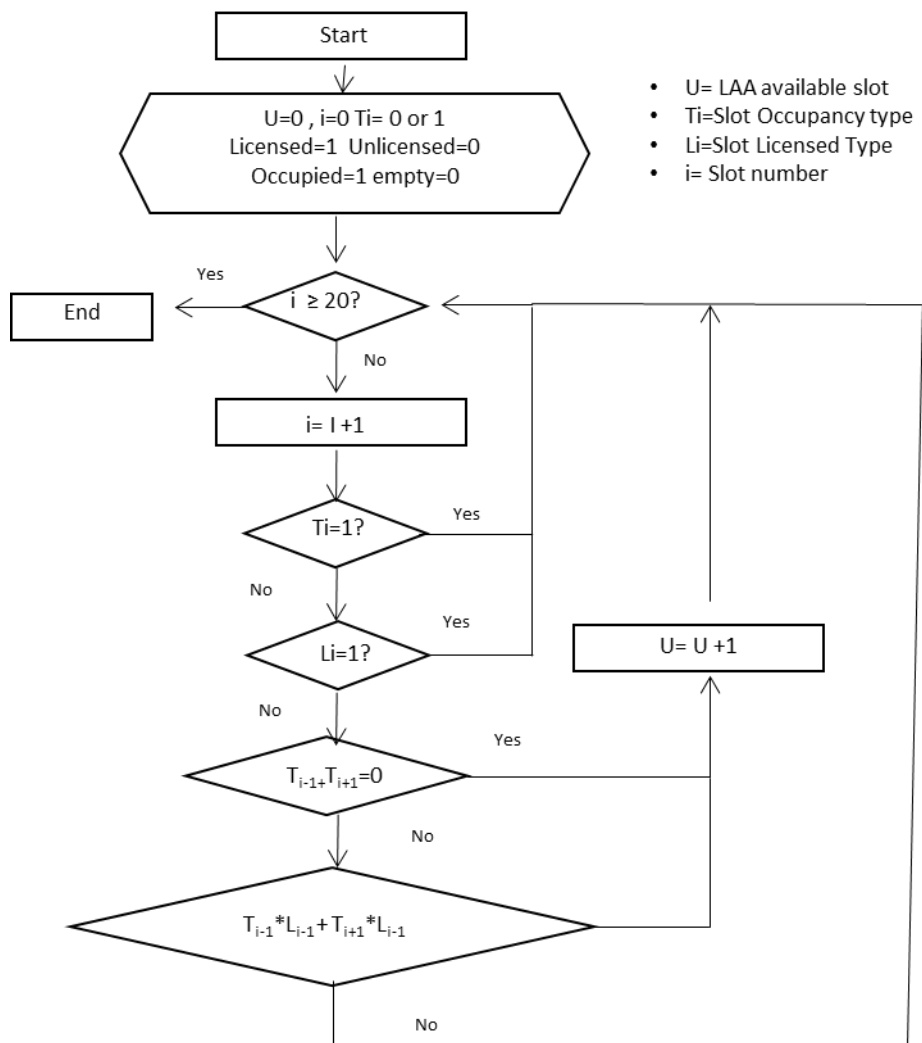 Start
U=0 , i=0 Ti= 0 or 1
Licensed=1 Unlicensed=0
Occupied=1 empty=0
• U= LAA available slot
• Ti=Slot Occupancy type
• Li=Slot Licensed Type
• i= Slot number
Yes
i ≥ 20?
End
No
i= I +1
Ti=1?
Yes
No
Li=1?
Yes
U= U +1
No
Yes
Tᵢ₋₁₊Tᵢ₊₁=0
No
Tᵢ₋₁*Lᵢ₋₁+Tᵢ₊₁*Lᵢ₋₁
No